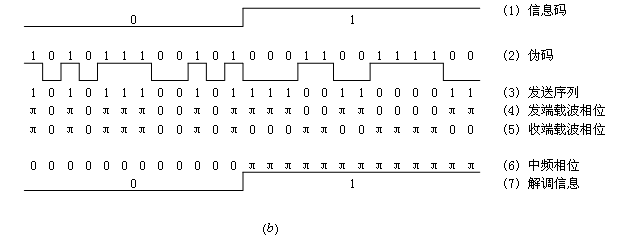 0 1 (1) 信息码
1 0 1 0 1 1 1 0 0 1 0 1 0 0 0 1 1 0 0 1 1 1 1 0 0 (2) 伪码
1 0 1 0 1 1 1 0 0 1 0 1 1 1 1 0 0 1 1 0 0 0 0 1 1 (3) 发送序列
π 0 π 0 π π π 0 0 π 0 π π π π 0 0 π π 0 0 0 0 π π (4) 发端载波相位
π 0 π 0 π π π 0 0 π 0 π 0 0 0 π π 0 0 π π π π 0 0 (5) 收端载波相位
0 0 0 0 0 0 0 0 0 0 0 0 π π π π π π π π π π π π π (6) 中频相位
0 1 (7) 解调信息
(b)